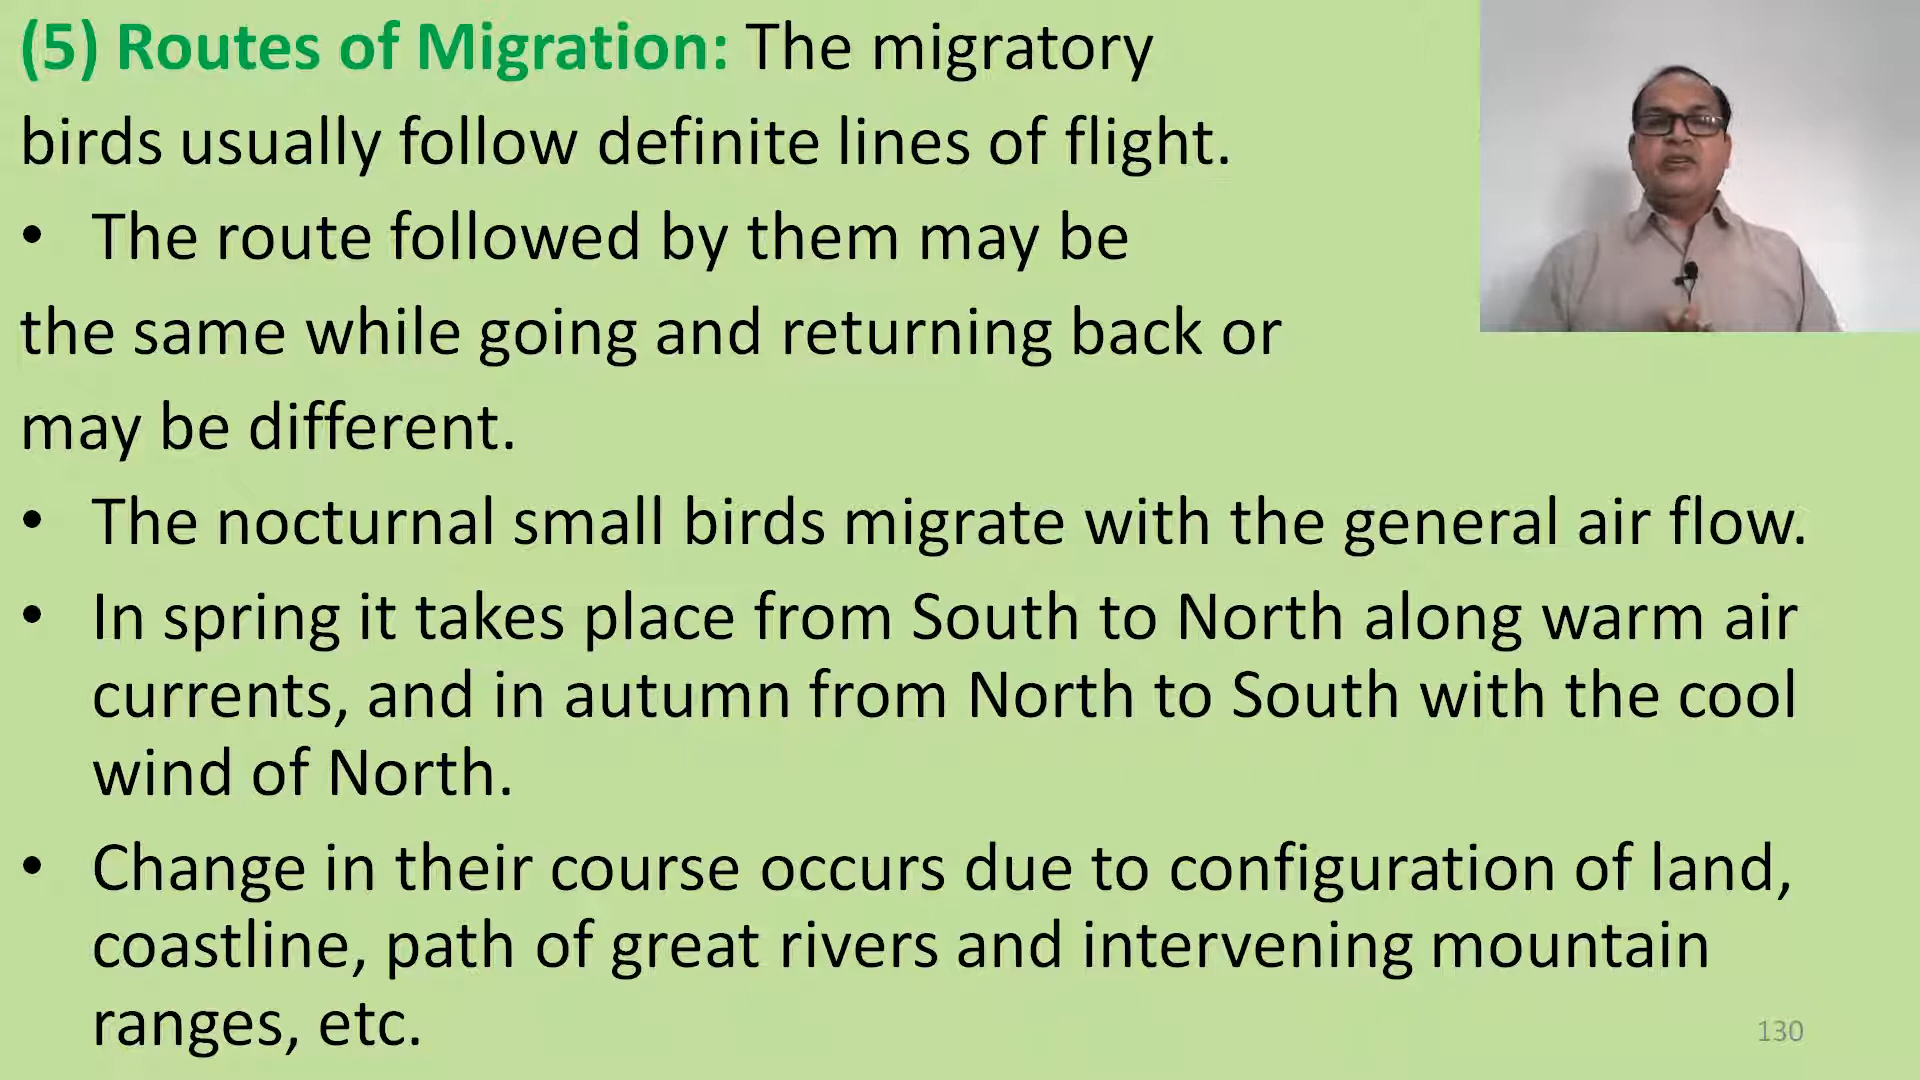 (5) Routes of Migration: The migratory
birds usually follow definite lines of flight.
• The route followed by them may be
the same while going and returning back or
may be different.
• The nocturnal small birds migrate with the general air flow.
• In spring it takes place from South to North along warm air
currents, and in autumn from North to South with the cool
wind of North.
• Change in their course occurs due to configuration of land,
coastline, path of great rivers and intervening mountain
ranges, etc.
130